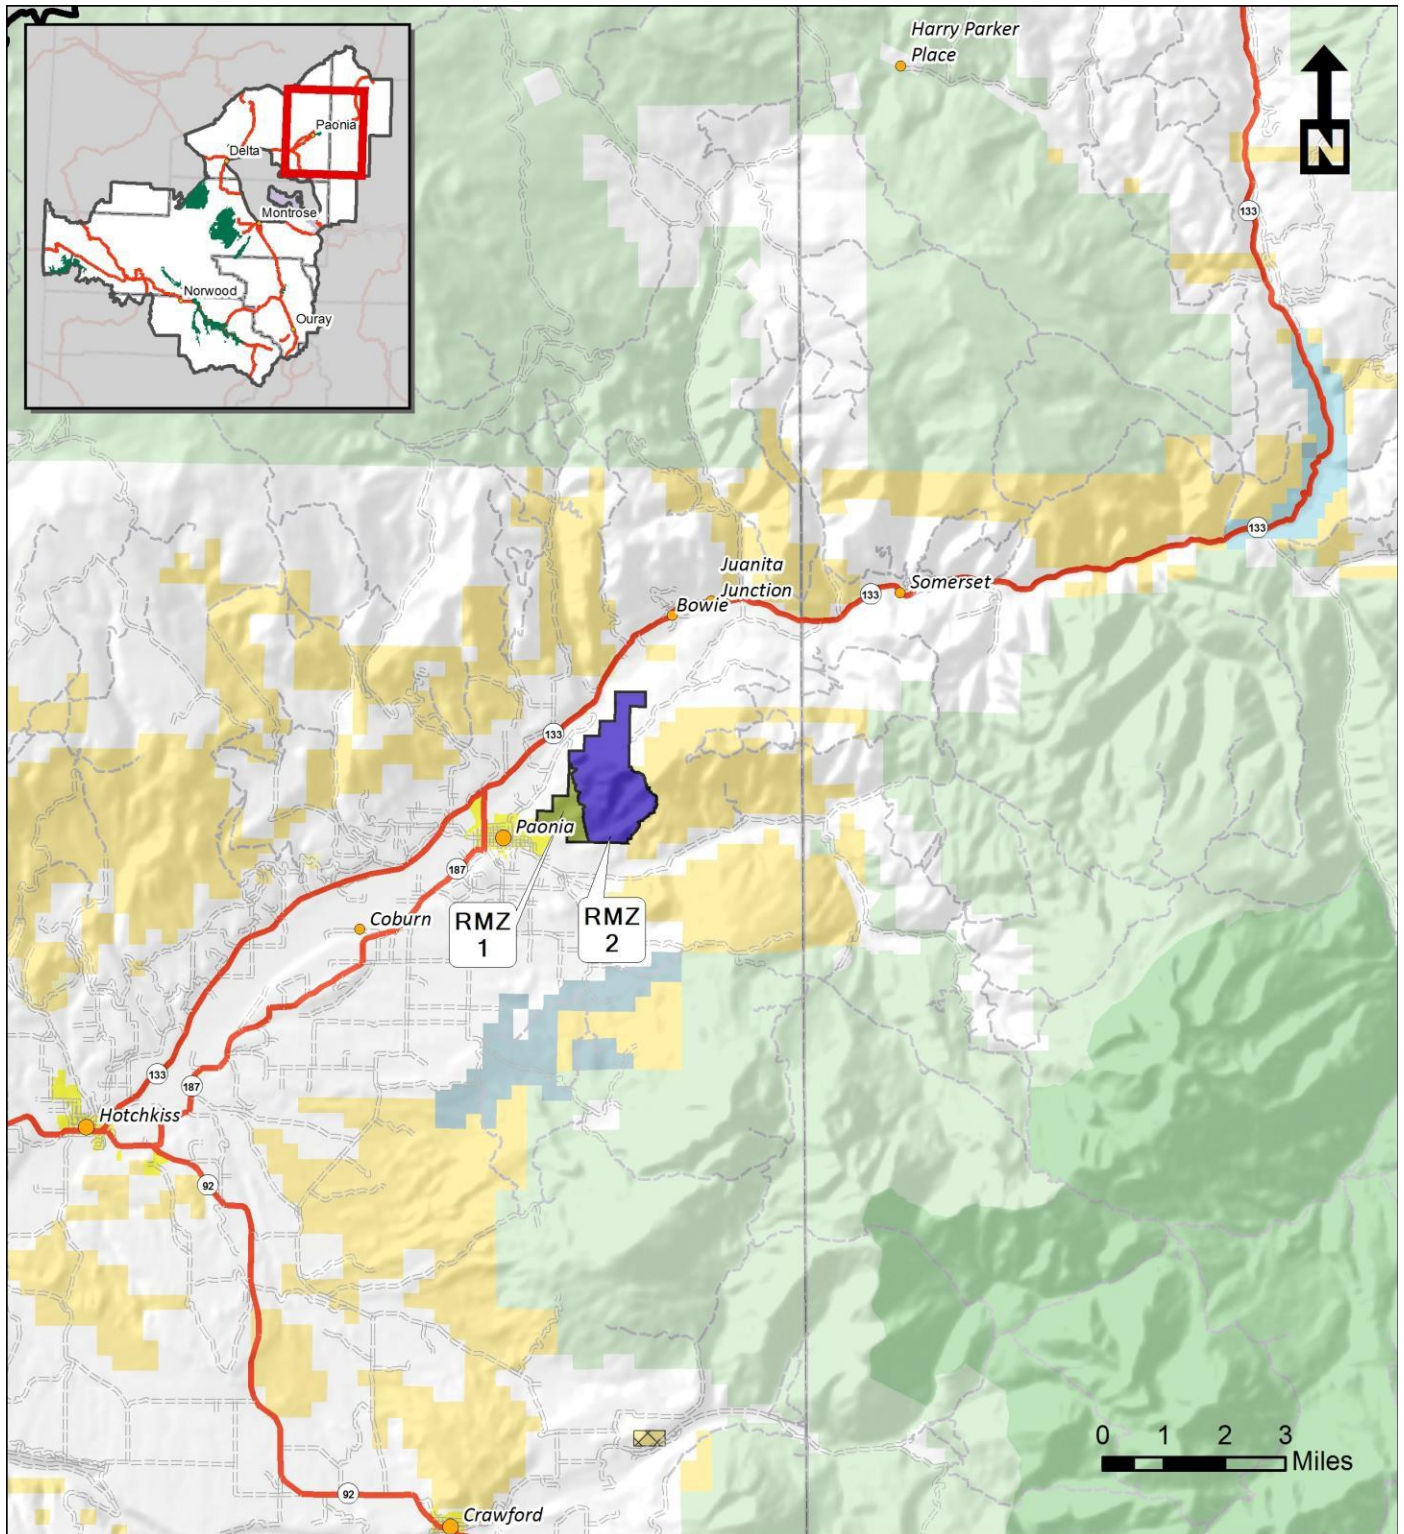 Harry Parker
Place
N
Paonia
Delta
Montrose
Norwood
Ouray
133
133
Juanita
Junction
Bowie
133
Somerset
133
Paonia
187
RMZ
1
RMZ
2
Coburn
133
187
Hotchkiss
92
0 1 2 3
Miles
92
Crawford